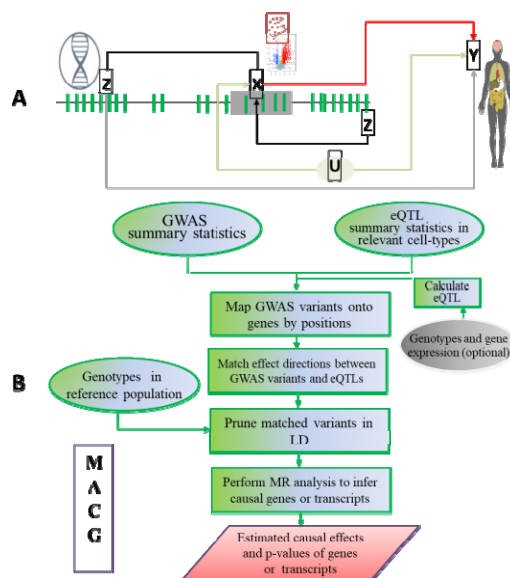 A
Z
X
Y
Z
U
GWAS
summary statistics
eQTL
summary statistics in
relevant cell-types
Calculate
eQTL
Genotypes and gene
expression (optional)
Map GWAS variants onto
genes by positions
B
Match effect directions between
GWAS variants and eQTLs
Genotypes in
reference population
Prune matched variants in
LD
Perform MR analysis to infer
causal genes or transcripts
M
A
C
G
Estimated causal effects
and p-values of genes
or transcripts